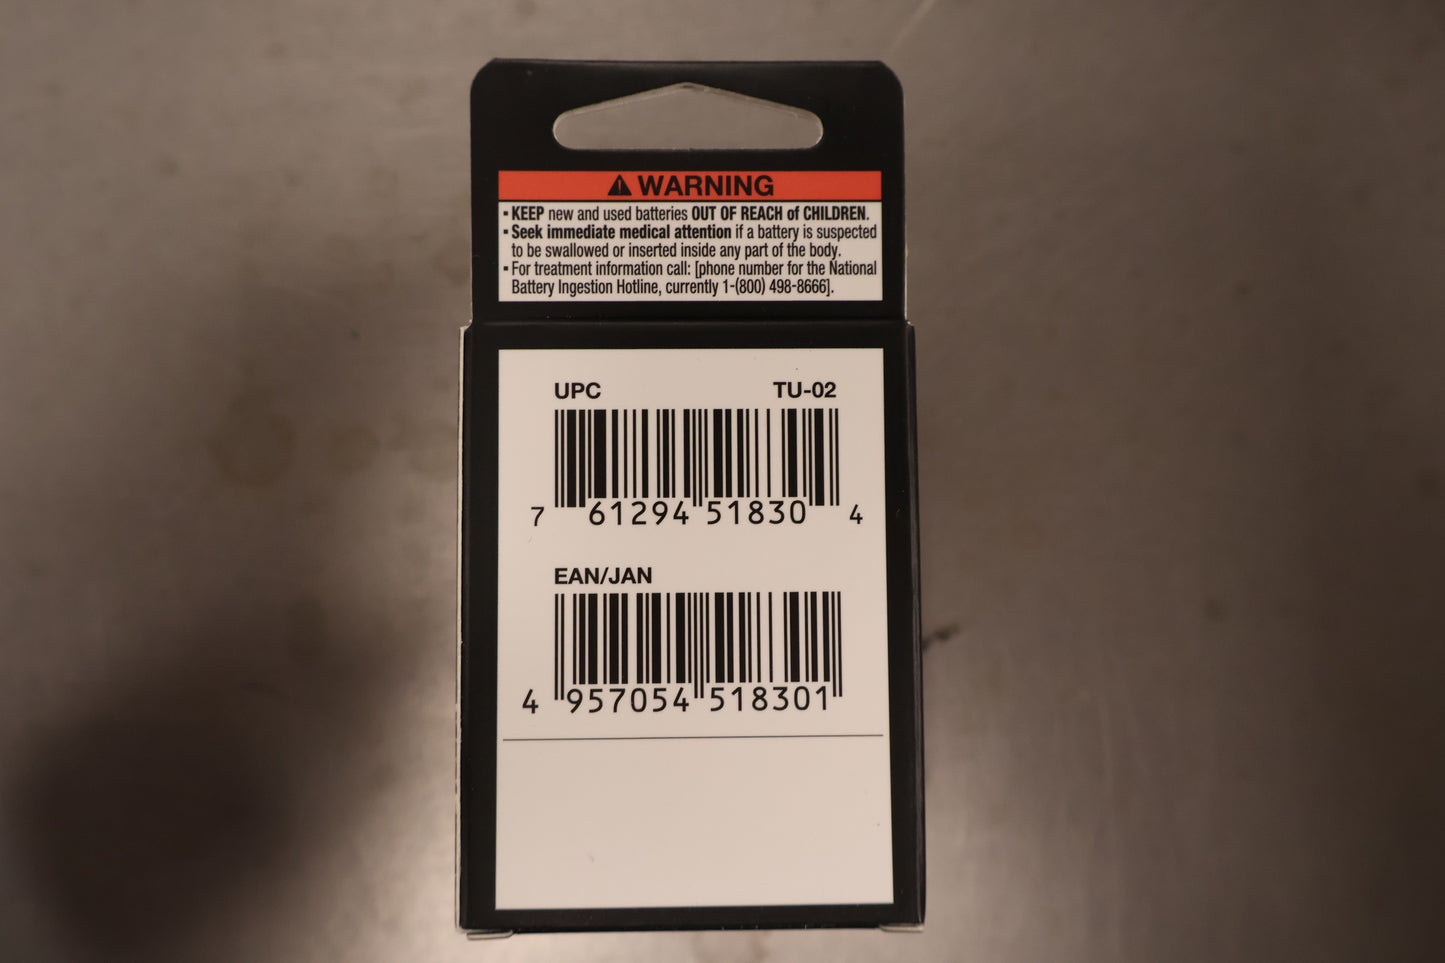 ⚠ WARNING
▪ KEEP new and used batteries OUT OF REACH of CHILDREN.
▪ Seek immediate medical attention if a battery is suspected
to be swallowed or inserted inside any part of the body.
▪ For treatment information call: [phone number for the National
Battery Ingestion Hotline, currently 1-(800) 498-8666].
UPC TU-02
7 61294 51830 4
EAN/JAN
4 957054 518301